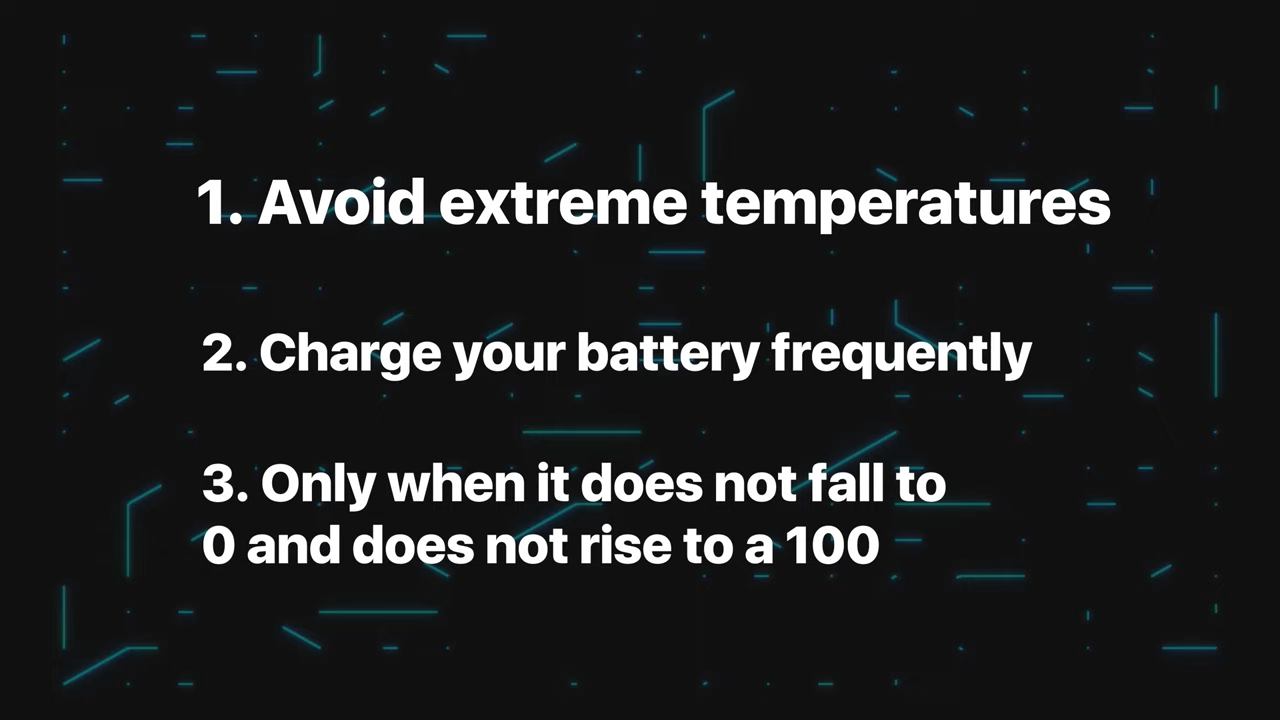 1. Avoid extreme temperatures
2. Charge your battery frequently
3. Only when it does not fall to
0 and does not rise to a 100